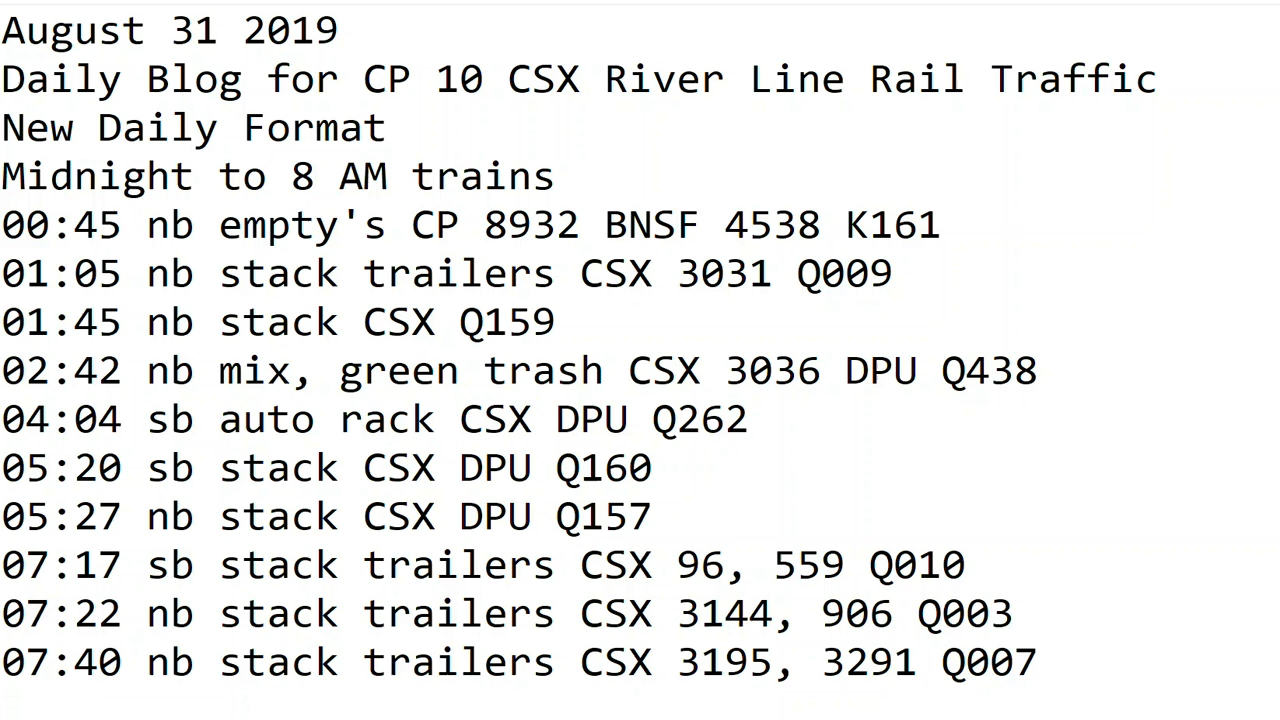 August 31 2019
Daily Blog for CP 10 CSX River Line Rail Traffic
New Daily Format
Midnight to 8 AM trains
00:45 nb empty's CP 8932 BNSF 4538 K161
01:05 nb stack trailers CSX 3031 Q009
01:45 nb stack CSX Q159
02:42 nb mix, green trash CSX 3036 DPU Q438
04:04 sb auto rack CSX DPU Q262
05:20 sb stack CSX DPU Q160
05:27 nb stack CSX DPU Q157
07:17 sb stack trailers CSX 96, 559 Q010
07:22 nb stack trailers CSX 3144, 906 Q003
07:40 nb stack trailers CSX 3195, 3291 Q007